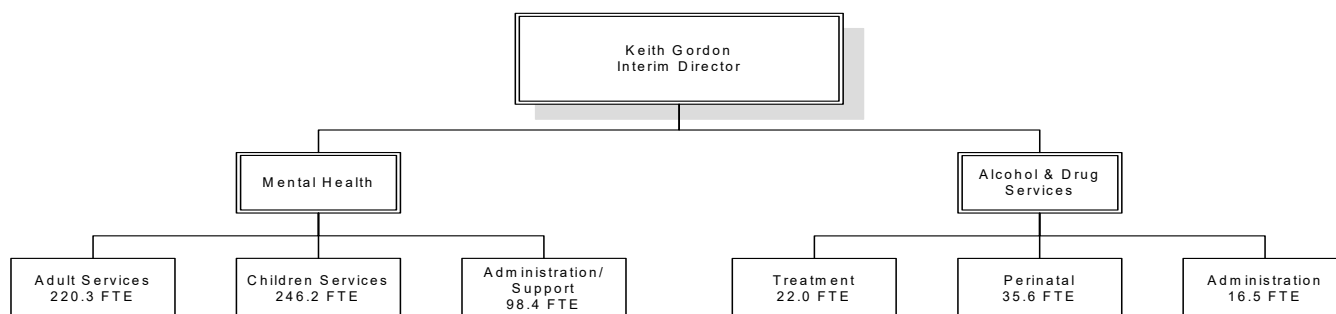 Keith Gordon
Interim Director
Mental Health
Alcohol & Drug
Services
Adult Services
220.3 FTE
Children Services
246.2 FTE
Administration/
Support
98.4 FTE
Treatment
22.0 FTE
Perinatal
35.6 FTE
Administration
16.5 FTE